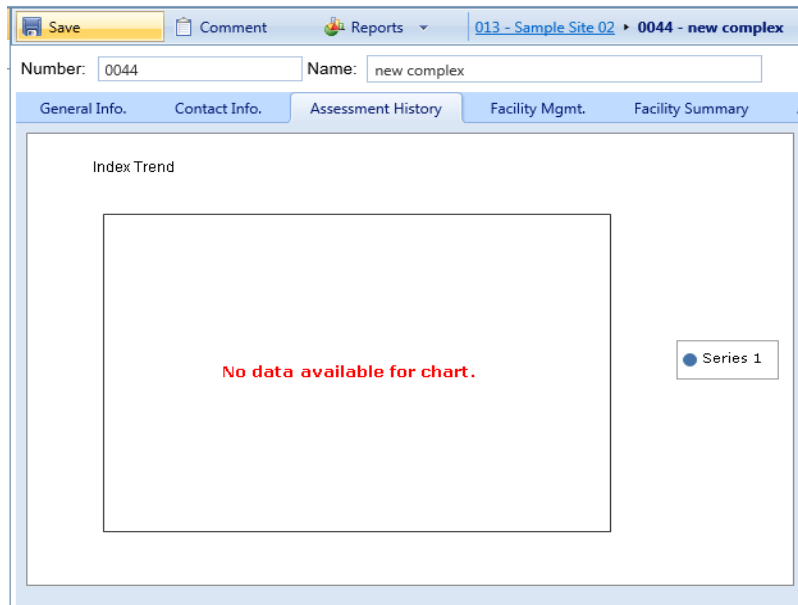 Save Comment Reports 013 - Sample Site 02 ‣ 0044 - new complex
Number: 0044 Name: new complex
General Info. Contact Info. Assessment History Facility Mgmt. Facility Summary
Index Trend
No data available for chart.
Series 1